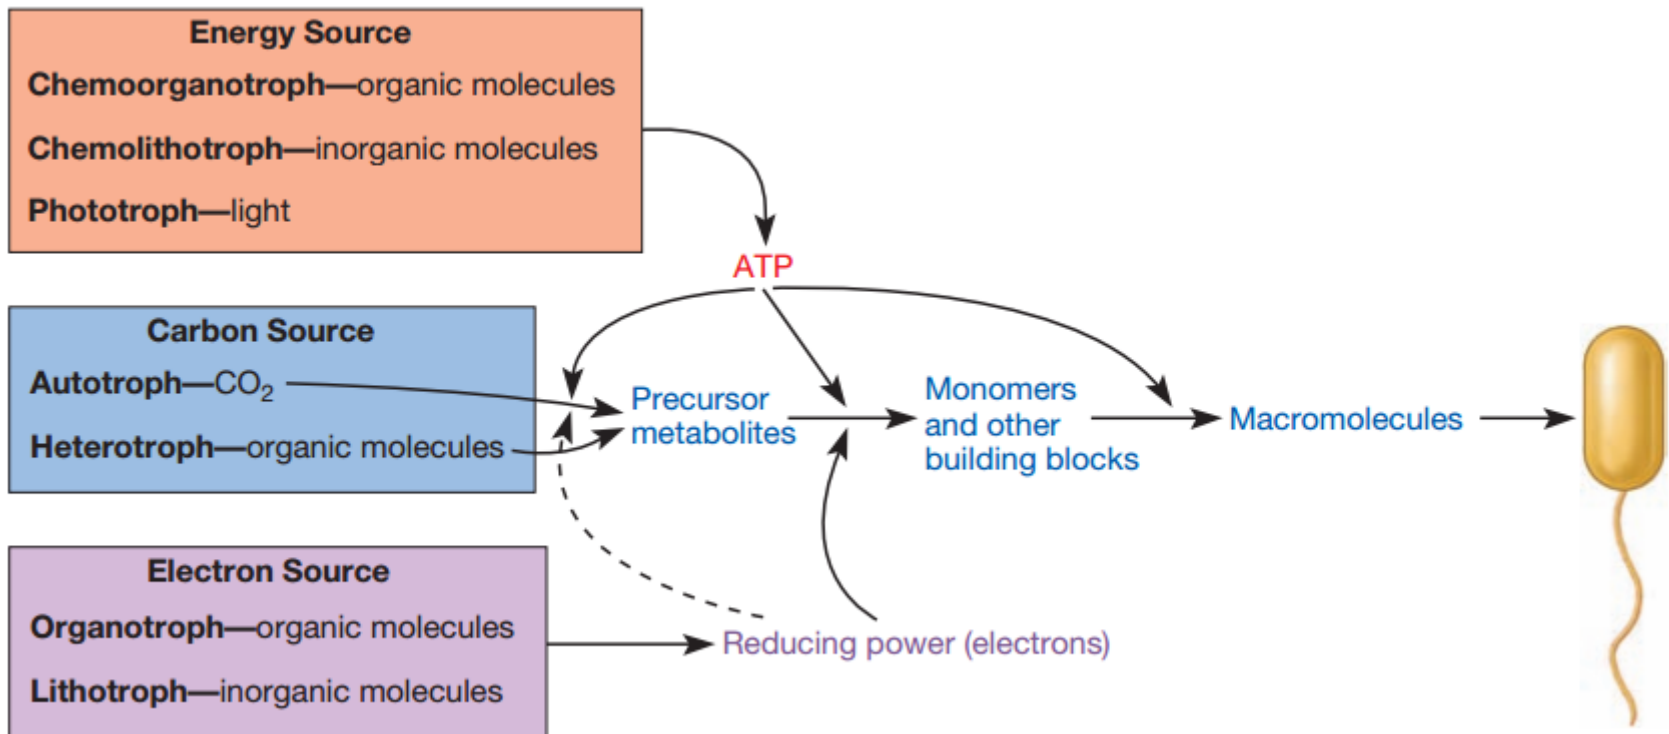 Energy Source
Chemoorganotroph—organic molecules
Chemolithotroph—inorganic molecules
Phototroph—light
ATP
Carbon Source
Autotroph—CO₂
Heterotroph—organic molecules
Precursor
metabolites
Monomers
and other
building blocks
Macromolecules
Electron Source
Organotroph—organic molecules
Lithotroph—inorganic molecules
Reducing power (electrons)